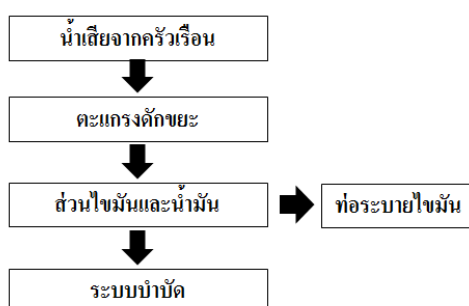 น้ำเสียจากครัวเรือน
ตะแกรงดักขยะ
ส่วนไขมันและน้ำมัน
ท่อระบายไขมัน
ระบบบำบัด